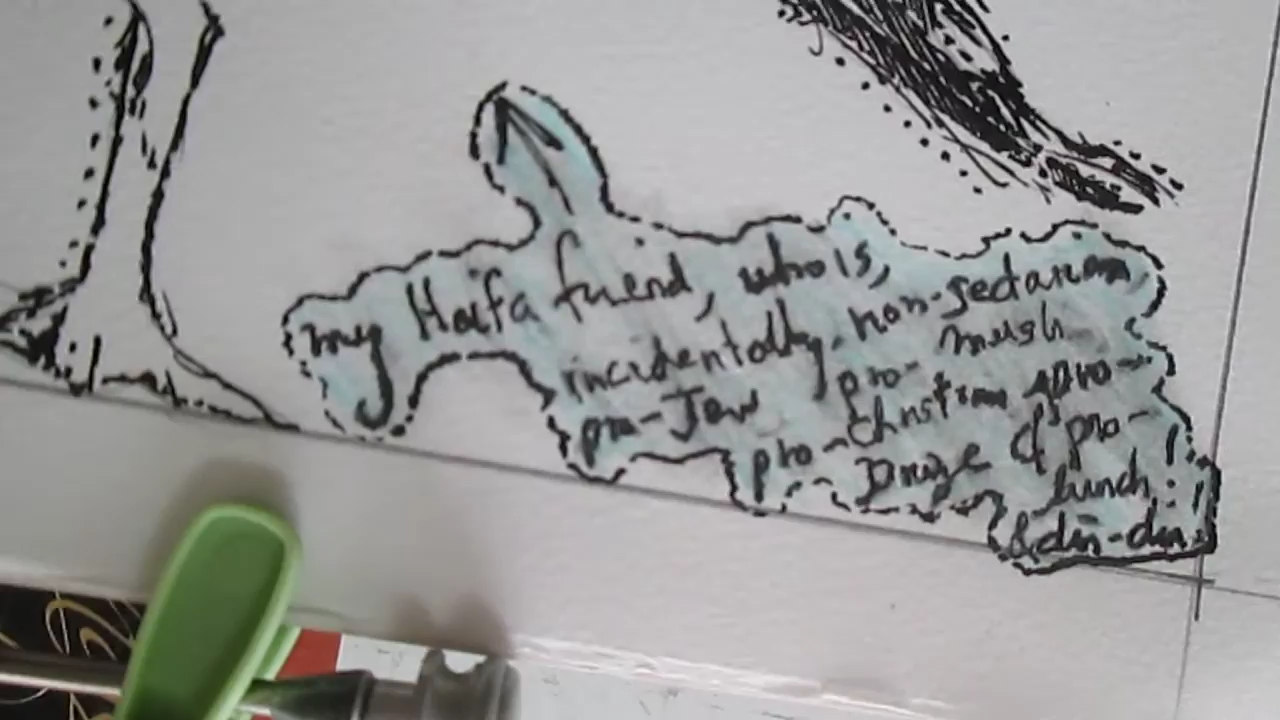 my Haifa friend, who is,
incidentally, non-sectarian,
pro-Jew pro-
pro-Christian & pro-
Druze & pro-
lunch
& din-din!